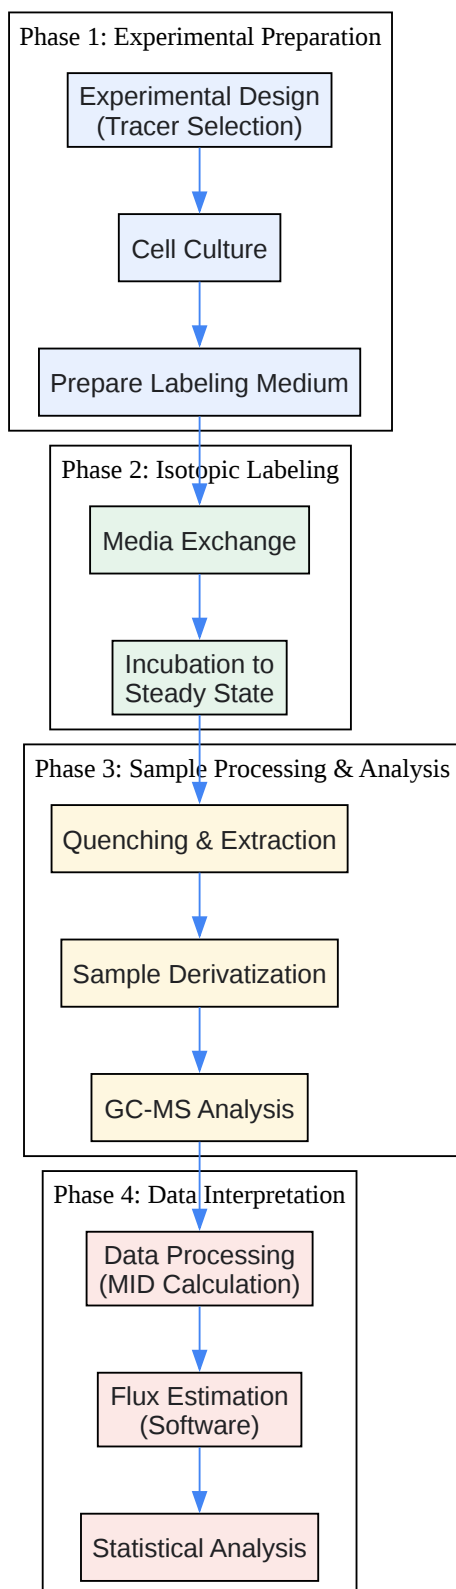 Phase 1: Experimental Preparation
Experimental Design
(Tracer Selection)
Cell Culture
Prepare Labeling Medium
Phase 2: Isotopic Labeling
Media Exchange
Incubation to
Steady State
Phase 3: Sample Processing & Analysis
Quenching & Extraction
Sample Derivatization
GC-MS Analysis
Phase 4: Data Interpretation
Data Processing
(MID Calculation)
Flux Estimation
(Software)
Statistical Analysis